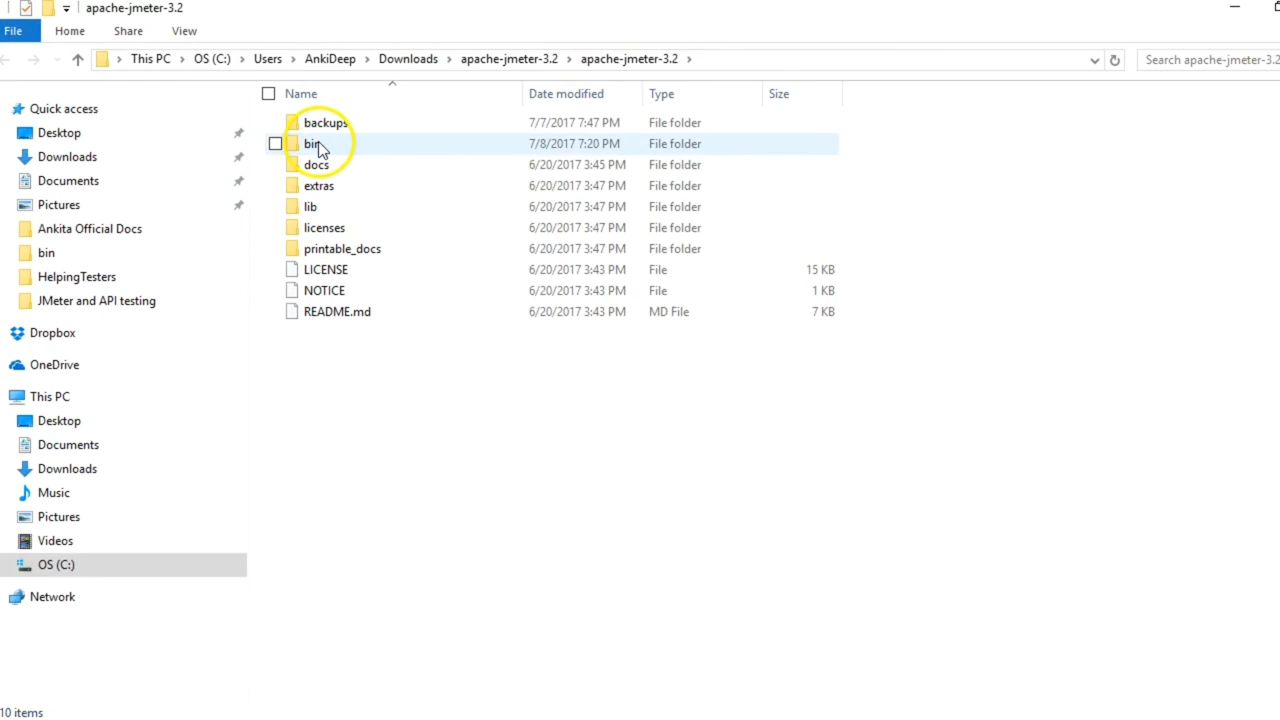 apache-jmeter-3.2
File Home Share View
This PC OS (C:) Users AnkiDeep Downloads apache-jmeter-3.2 apache-jmeter-3.2
Search apache-jmeter-3.2
Name Date modified Type Size
backups 7/7/2017 7:47 PM File folder
bin 7/8/2017 7:20 PM File folder
docs 6/20/2017 3:45 PM File folder
extras 6/20/2017 3:47 PM File folder
lib 6/20/2017 3:47 PM File folder
licenses 6/20/2017 3:47 PM File folder
printable_docs 6/20/2017 3:47 PM File folder
LICENSE 6/20/2017 3:43 PM File 15 KB
NOTICE 6/20/2017 3:43 PM File 1 KB
README.md 6/20/2017 3:43 PM MD File 7 KB
Quick access
Desktop
Downloads
Documents
Pictures
Ankita Official Docs
bin
HelpingTesters
JMeter and API testing
Dropbox
OneDrive
This PC
Desktop
Documents
Downloads
Music
Pictures
Videos
OS (C:)
Network
10 items